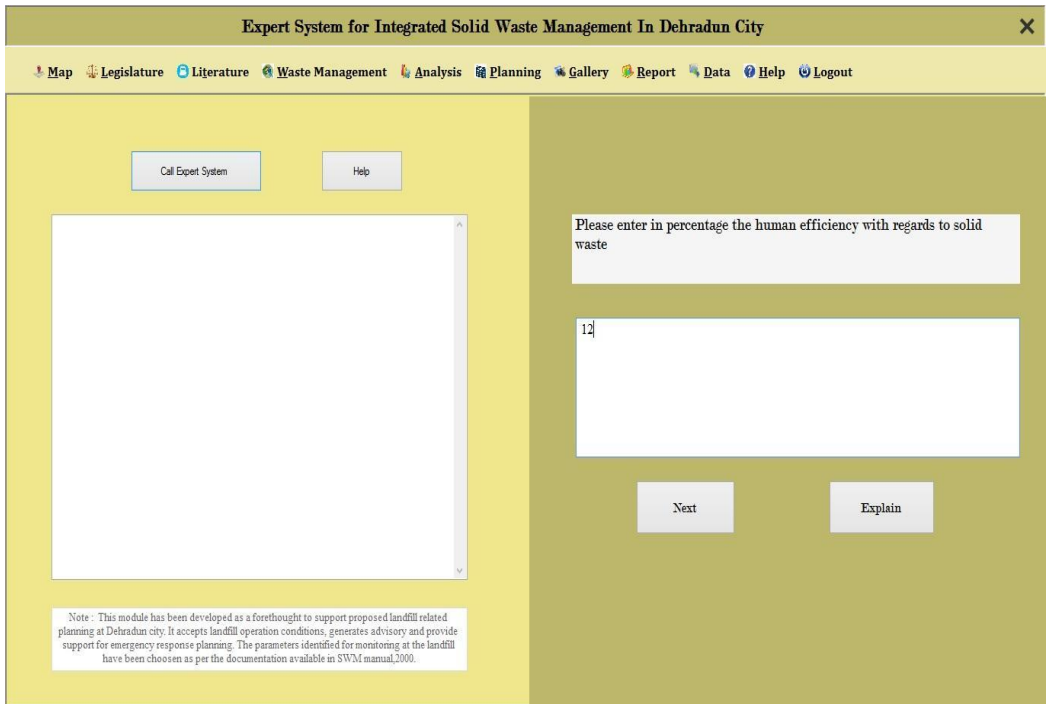 Expert System for Integrated Solid Waste Management In Dehradun City
Map Legislature Literature Waste Management Analysis Planning Gallery Report Data Help Logout
Call Expert System Help
Please enter in percentage the human efficiency with regards to solid
waste
12
Next Explain
Note : This module has been developed as a forethought to support proposed landfill related
planning at Dehradun city. It accepts landfill operation conditions, generates advisory and provide
support for emergency response planning. The parameters identified for monitoring at the landfill
have been choosen as per the documentation available in SWM manual,2000.